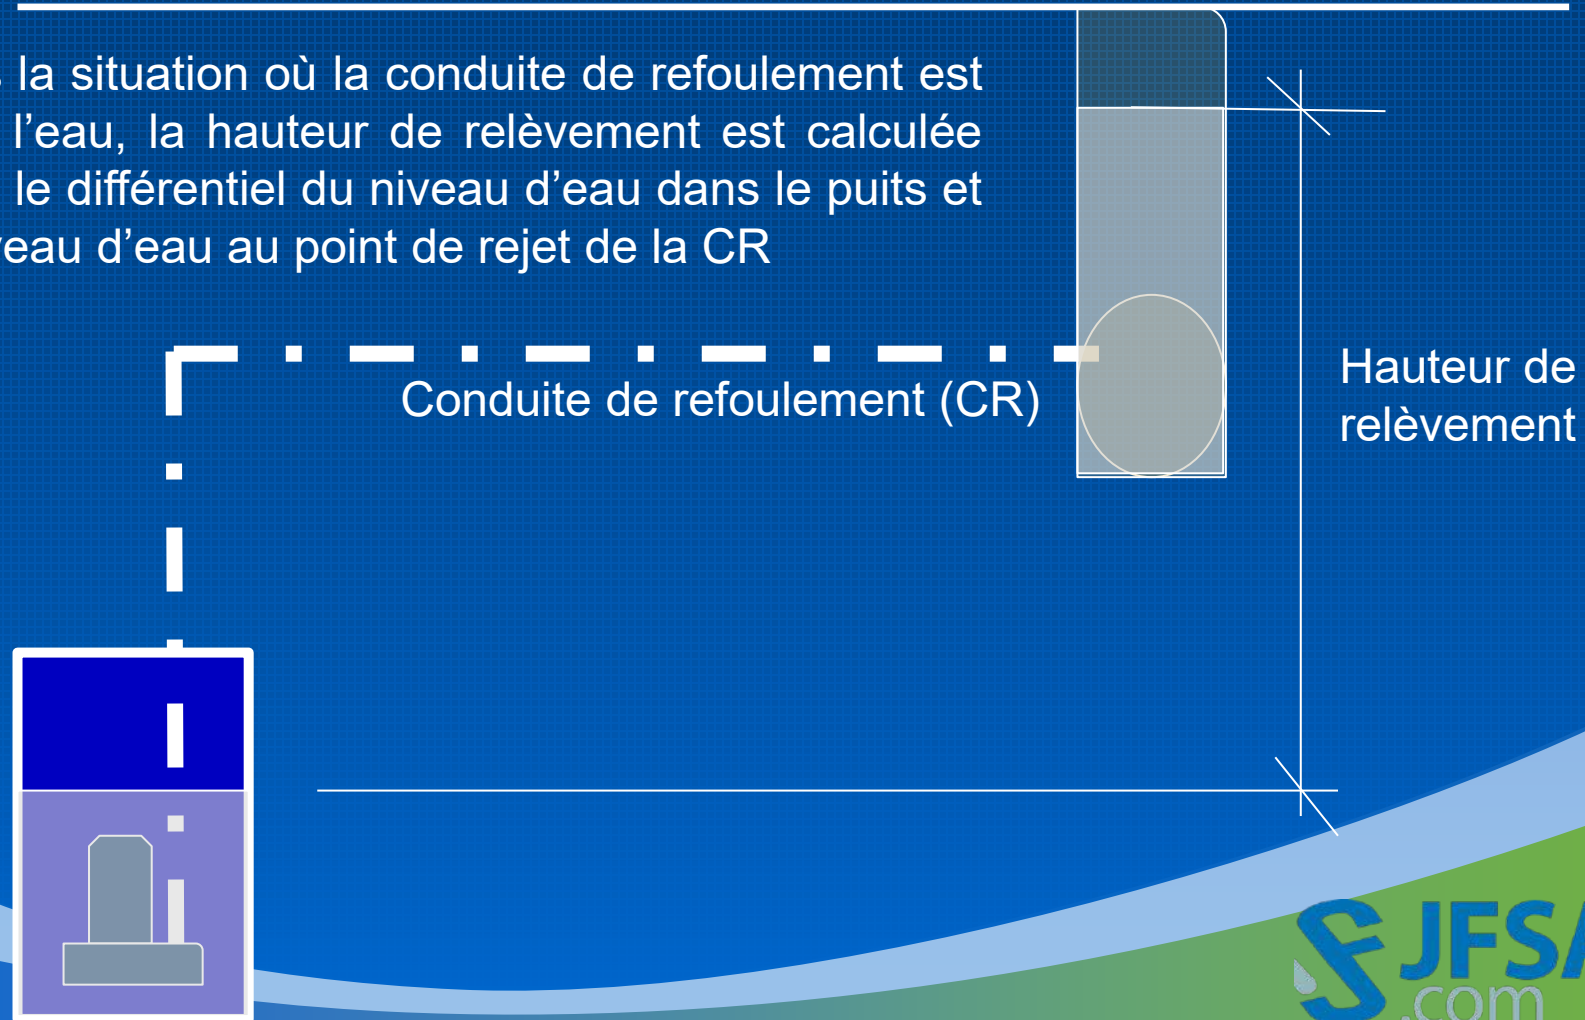 la situation où la conduite de refoulement est
l’eau, la hauteur de relèvement est calculée
le différentiel du niveau d’eau dans le puits et
d’eau au point de rejet de la CR
Conduite de refoulement (CR)
Hauteur de
relèvement
JFSA
.com